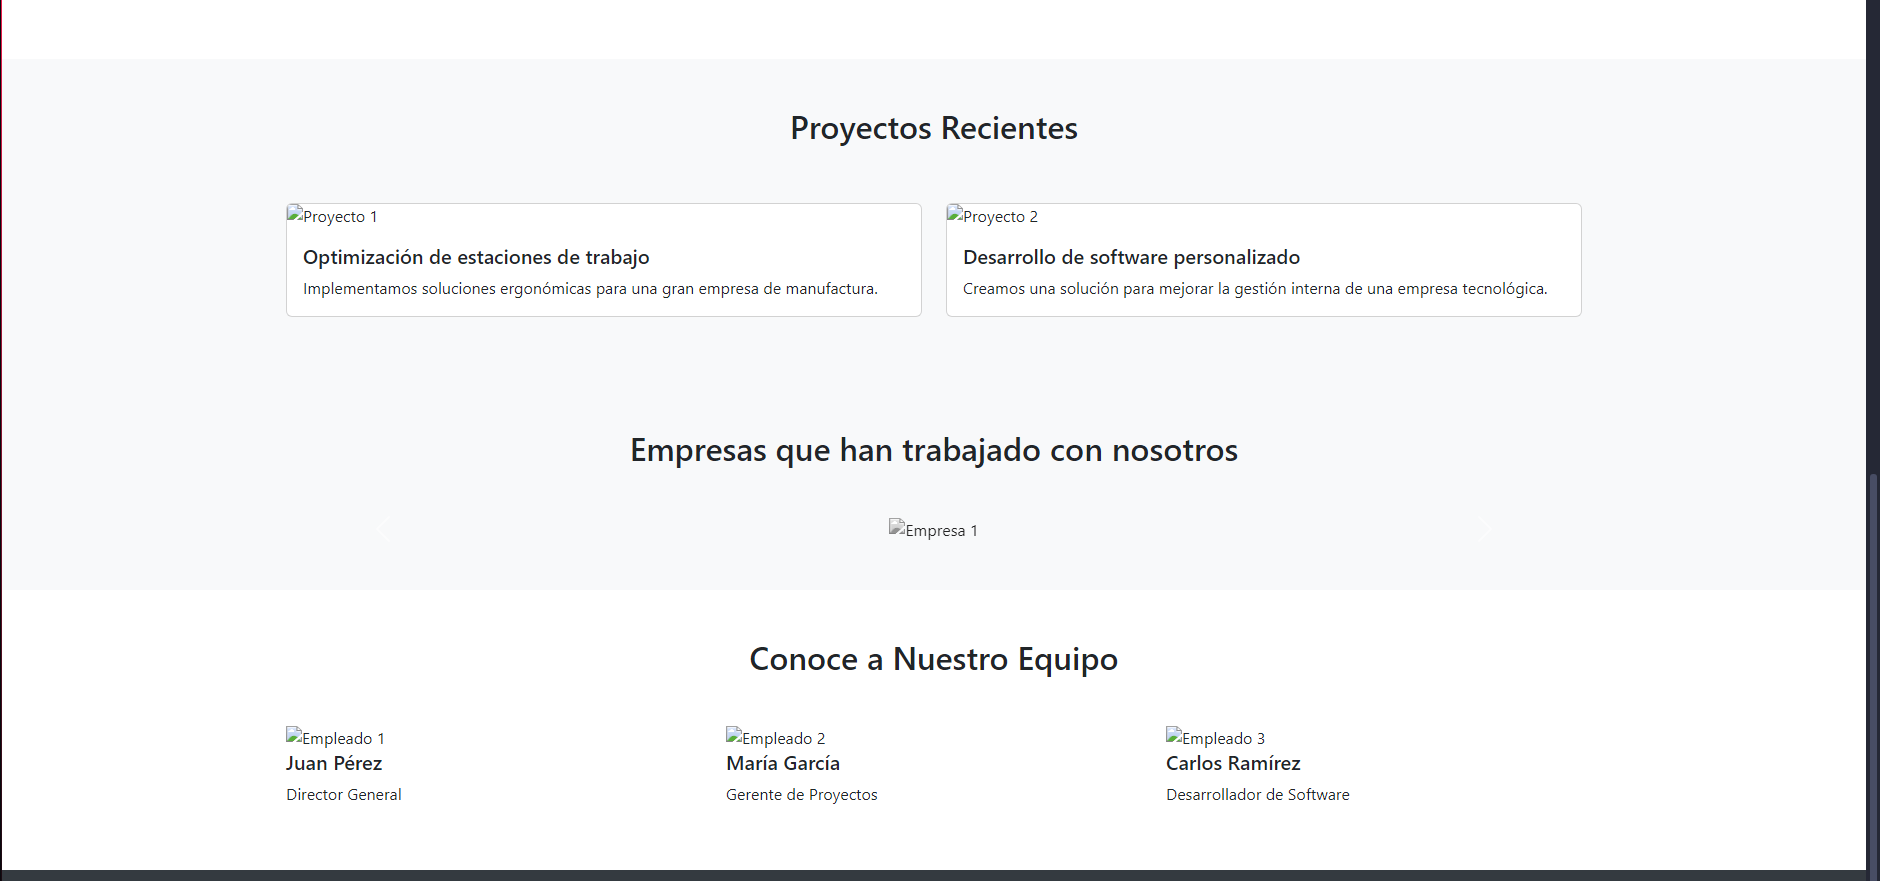 Proyectos Recientes
Proyecto 1
Optimización de estaciones de trabajo
Implementamos soluciones ergonómicas para una gran empresa de manufactura.
Proyecto 2
Desarrollo de software personalizado
Creamos una solución para mejorar la gestión interna de una empresa tecnológica.
Empresas que han trabajado con nosotros
Empresa 1
Conoce a Nuestro Equipo
Empleado 1
Juan Pérez
Director General
Empleado 2
María García
Gerente de Proyectos
Empleado 3
Carlos Ramírez
Desarrollador de Software